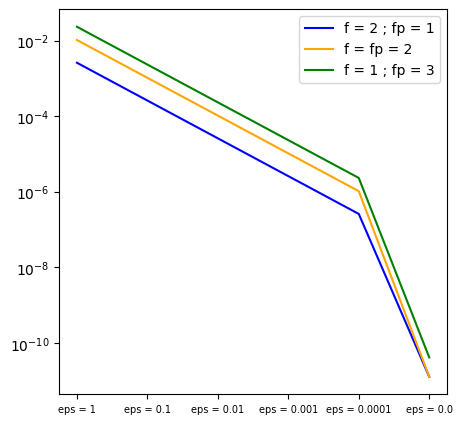 f = 2 ; fp = 1
f = fp = 2
f = 1 ; fp = 3
10⁻²
10⁻⁴
10⁻⁶
10⁻⁸
10⁻¹⁰
eps = 1 eps = 0.1 eps = 0.01 eps = 0.001 eps = 0.0001 eps = 0.0